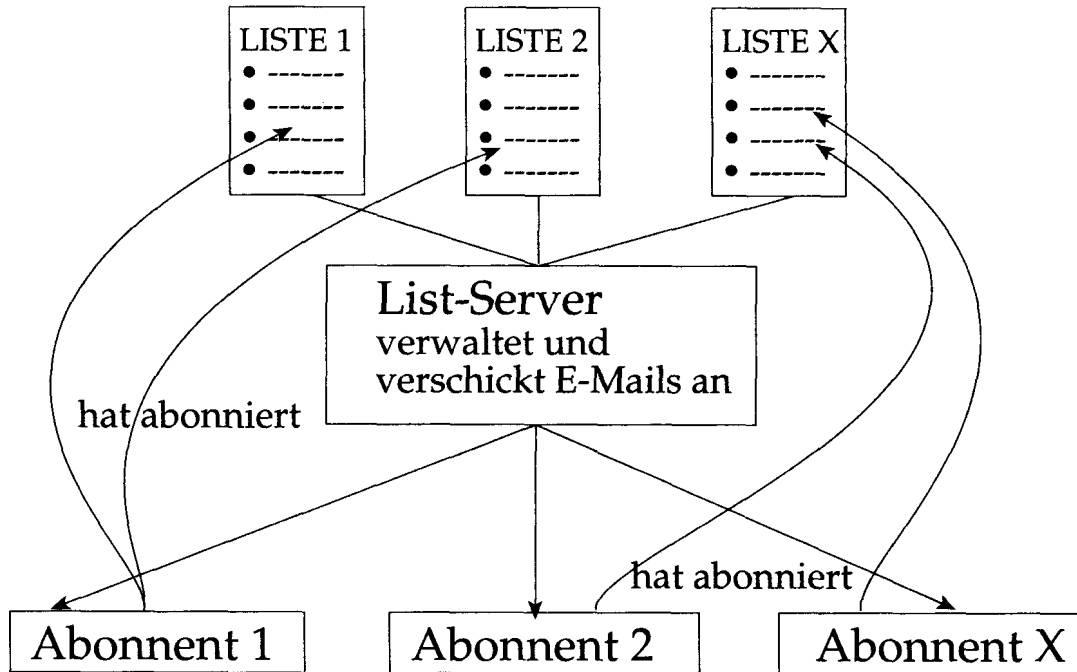 LISTE 1
LISTE 2
LISTE X
List-Server
verwaltet und
verschickt E-Mails an
hat abonniert
hat abonniert
Abonnent 1
Abonnent 2
Abonnent X